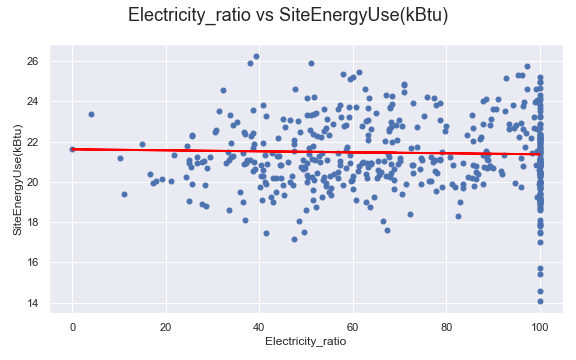 Electricity_ratio vs SiteEnergyUse(kBtu)
26
24
22
20
18
16
14
SiteEnergyUse(kBtu)
0 20 40 60 80 100
Electricity_ratio